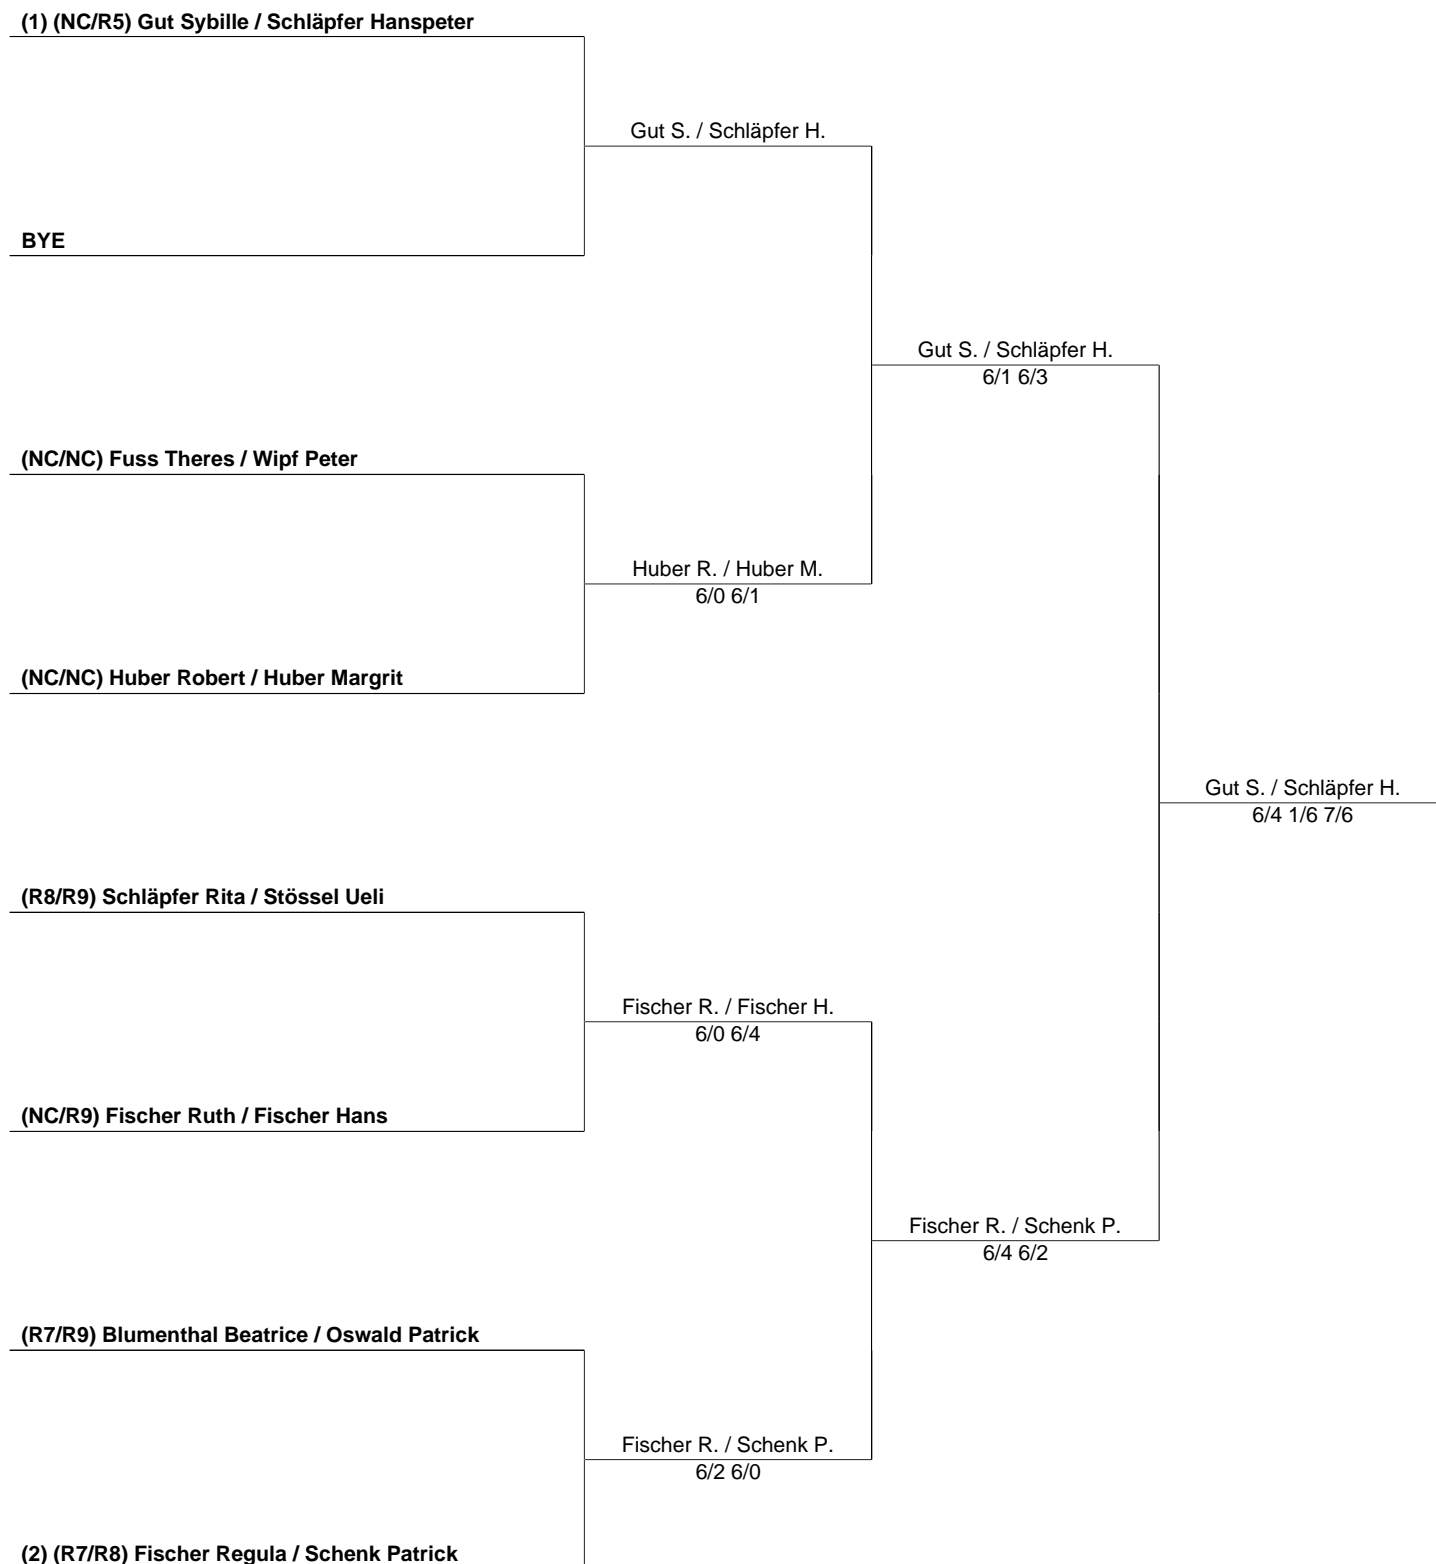 (1) (NC/R5) Gut Sybille / Schläpfer Hanspeter
Gut S. / Schläpfer H.
BYE
Gut S. / Schläpfer H.
6/1 6/3
(NC/NC) Fuss Theres / Wipf Peter
Huber R. / Huber M.
6/0 6/1
(NC/NC) Huber Robert / Huber Margrit
Gut S. / Schläpfer H.
6/4 1/6 7/6
(R8/R9) Schläpfer Rita / Stössel Ueli
Fischer R. / Fischer H.
6/0 6/4
(NC/R9) Fischer Ruth / Fischer Hans
Fischer R. / Schenk P.
6/4 6/2
(R7/R9) Blumenthal Beatrice / Oswald Patrick
Fischer R. / Schenk P.
6/2 6/0
(2) (R7/R8) Fischer Regula / Schenk Patrick